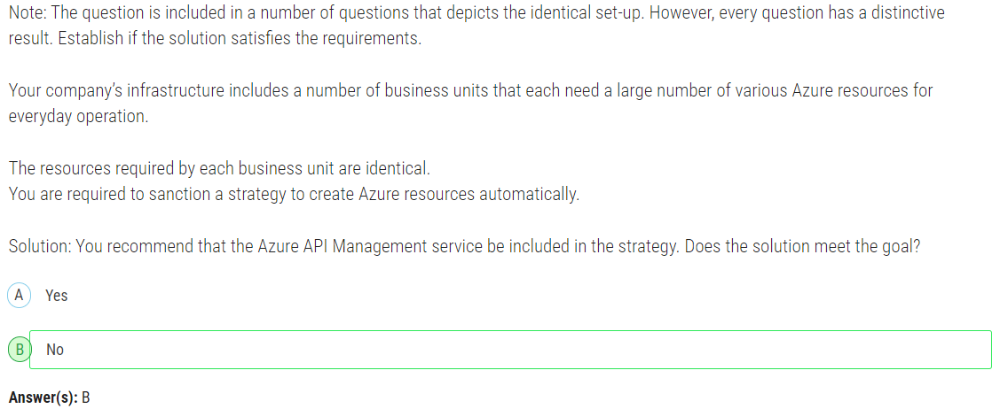 Note: The question is included in a number of questions that depicts the identical set-up. However, every question has a distinctive
result. Establish if the solution satisfies the requirements.
Your company's infrastructure includes a number of business units that each need a large number of various Azure resources for
everyday operation.
The resources required by each business unit are identical.
You are required to sanction a strategy to create Azure resources automatically.
Solution: You recommend that the Azure API Management service be included in the strategy. Does the solution meet the goal?
A Yes
B No
Answer(s): B